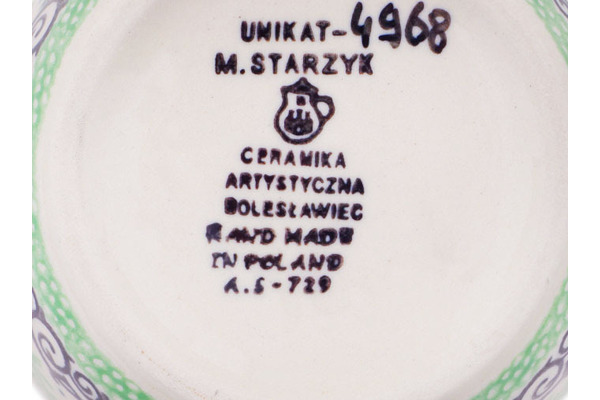 UNIKAT-4968
M. STARZYK
CERAMIKA
ARTYSTYCZNA
BOLESŁAWIEC
HAND MADE
IN POLAND
A.S-729